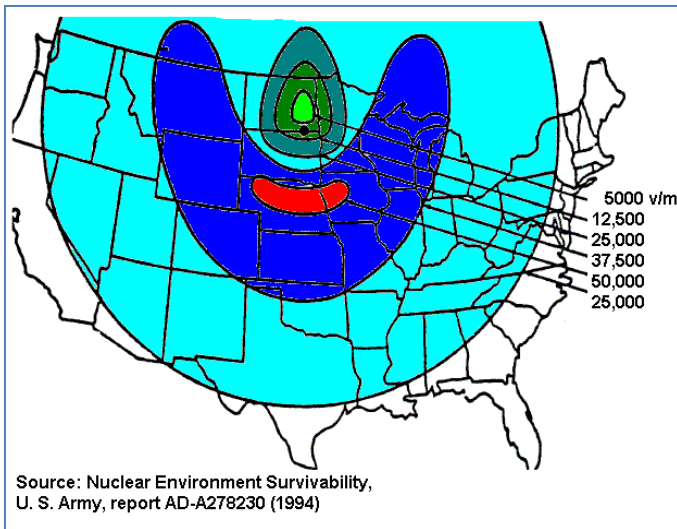 5000 v/m
12,500
25,000
37,500
50,000
25,000
Source: Nuclear Environment Survivability,
U. S. Army, report AD-A278230 (1994)